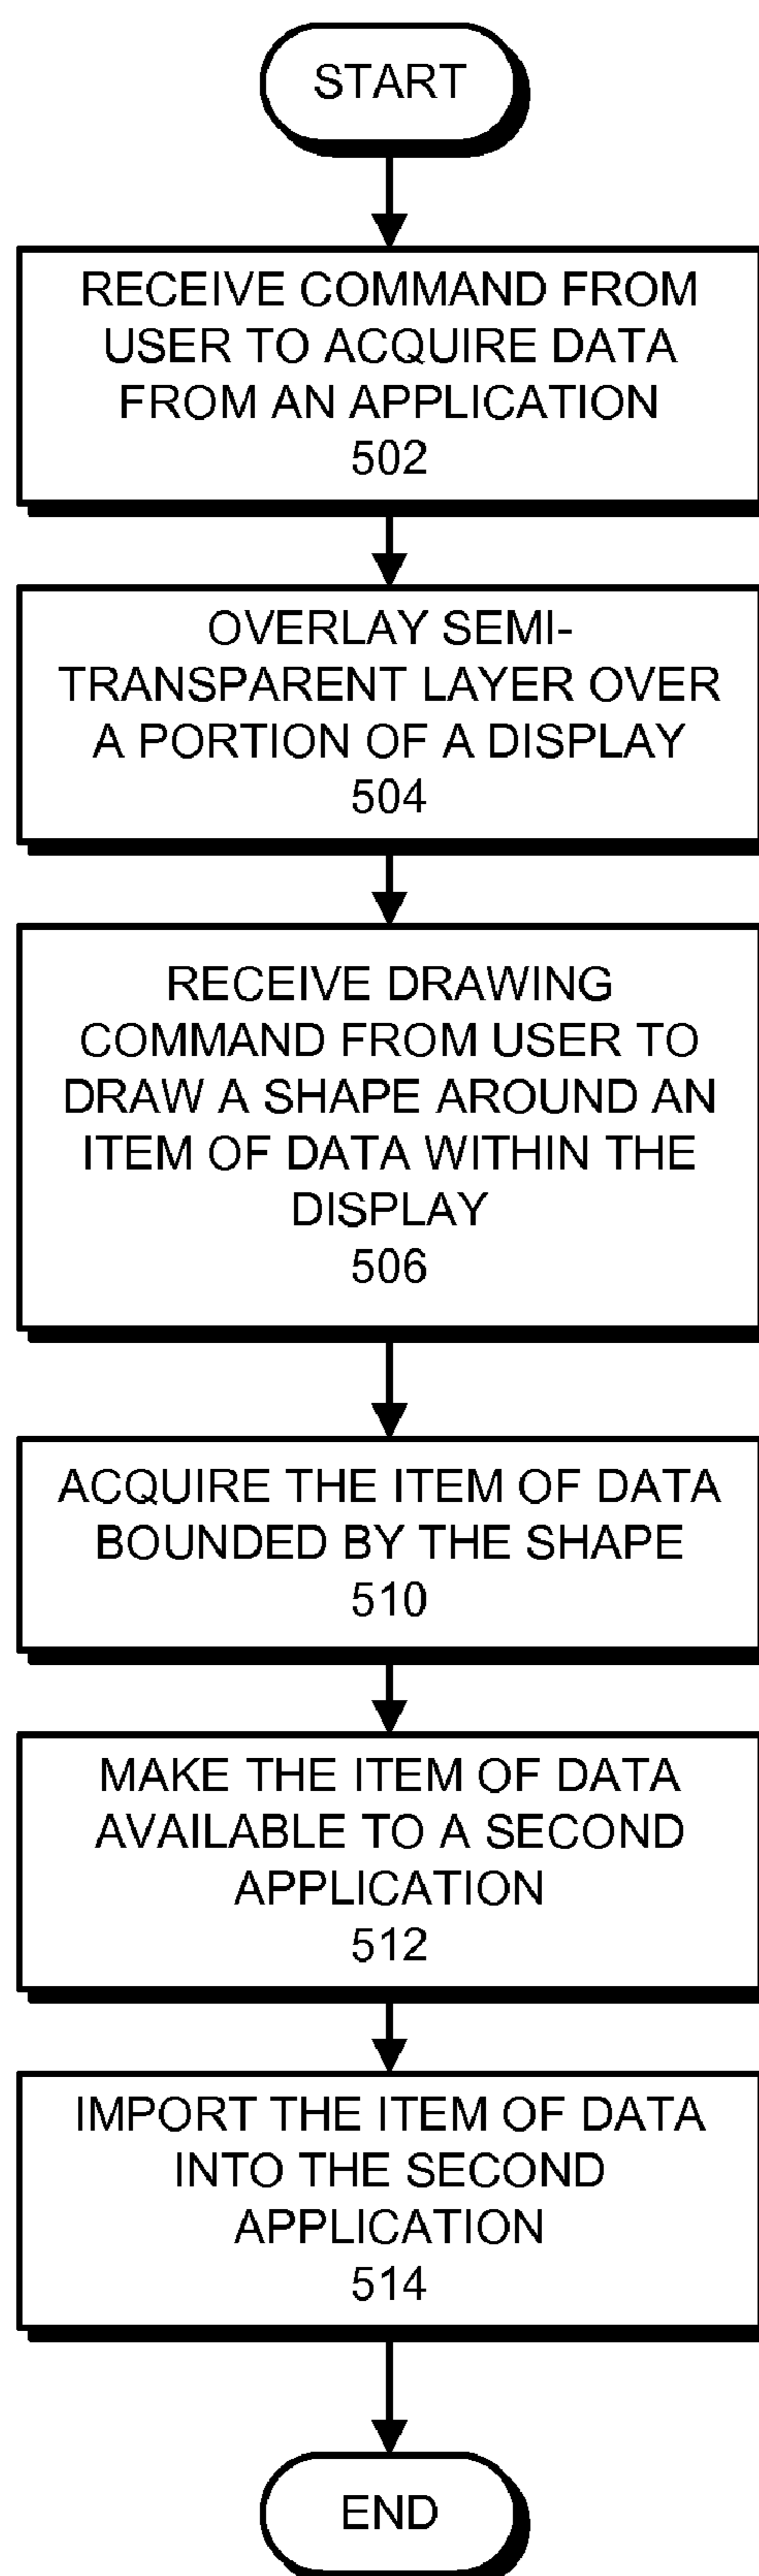 START
RECEIVE COMMAND FROM
USER TO ACQUIRE DATA
FROM AN APPLICATION
502
OVERLAY SEMI-
TRANSPARENT LAYER OVER
A PORTION OF A DISPLAY
504
RECEIVE DRAWING
COMMAND FROM USER TO
DRAW A SHAPE AROUND AN
ITEM OF DATA WITHIN THE
DISPLAY
506
ACQUIRE THE ITEM OF DATA
BOUNDED BY THE SHAPE
510
MAKE THE ITEM OF DATA
AVAILABLE TO A SECOND
APPLICATION
512
IMPORT THE ITEM OF DATA
INTO THE SECOND
APPLICATION
514
END